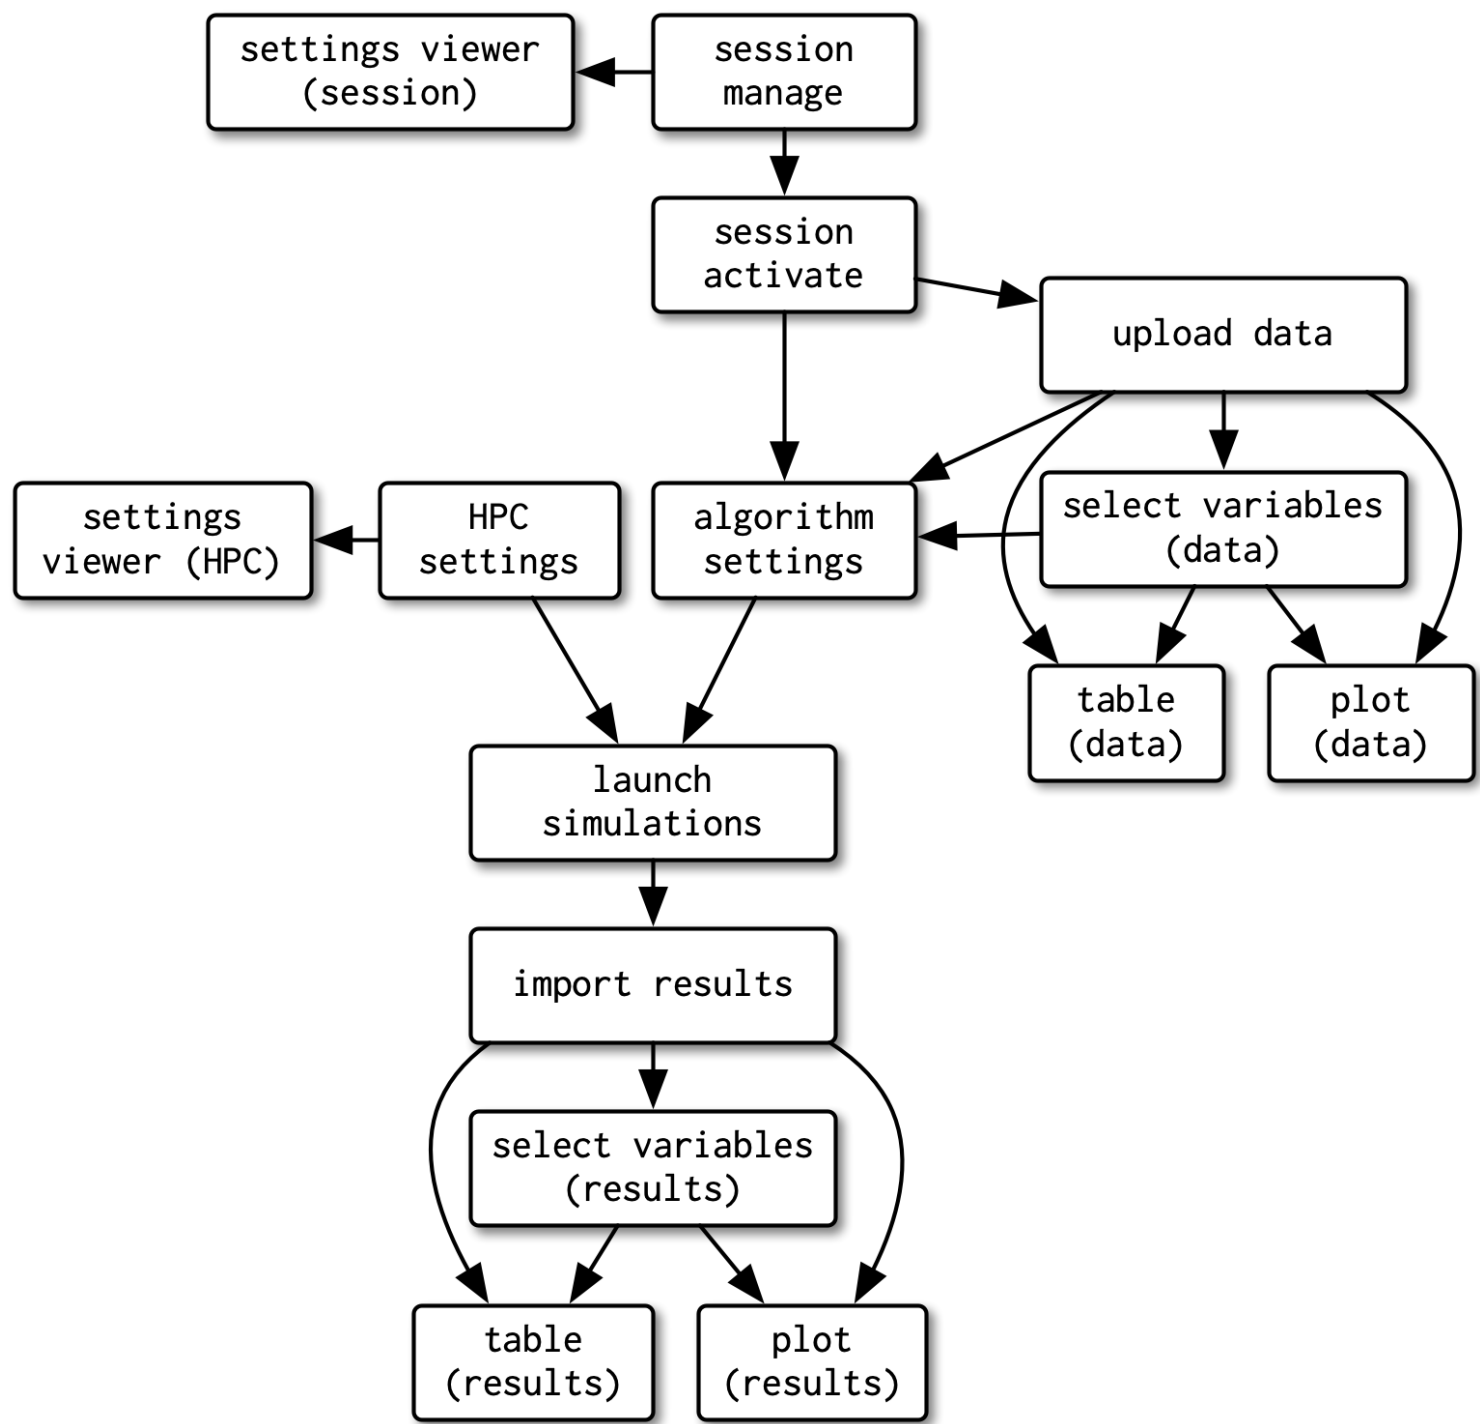 settings viewer
(session)
session
manage
session
activate
upload data
settings
viewer (HPC)
HPC
settings
algorithm
settings
select variables
(data)
table
(data)
plot
(data)
launch
simulations
import results
select variables
(results)
table
(results)
plot
(results)